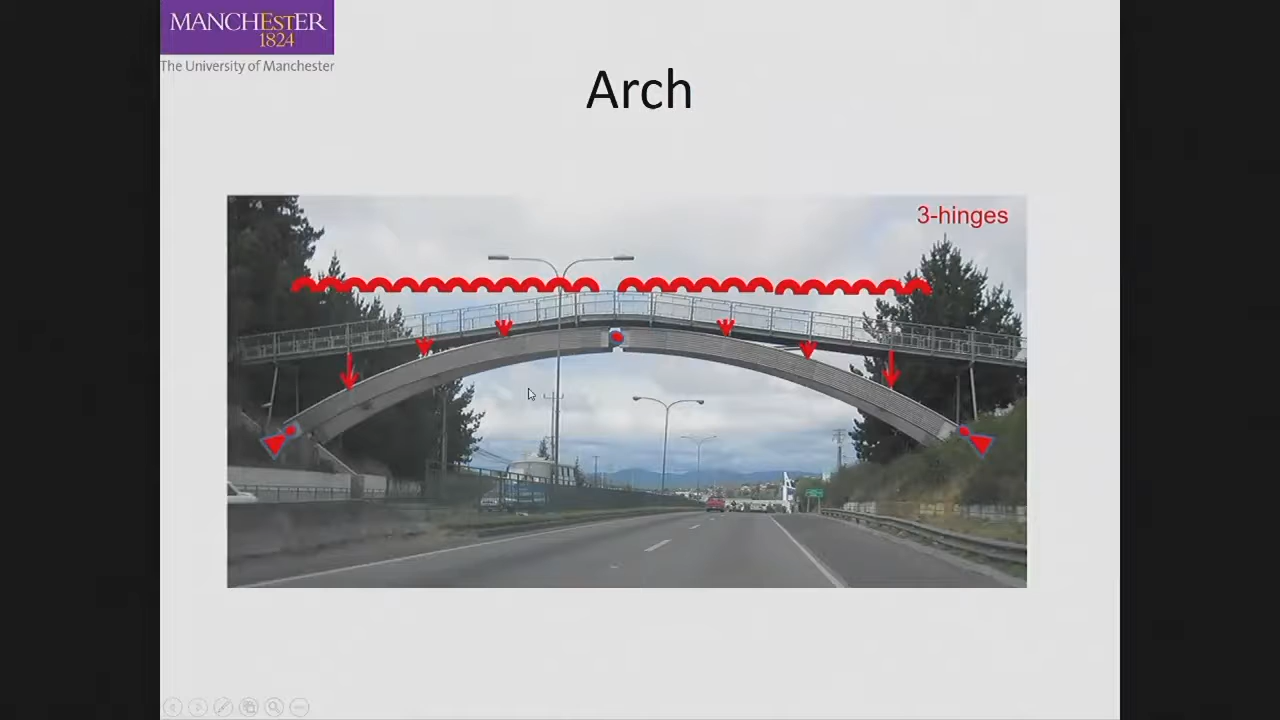 MANCHEStER
1824
The University of Manchester
Arch
3-hinges